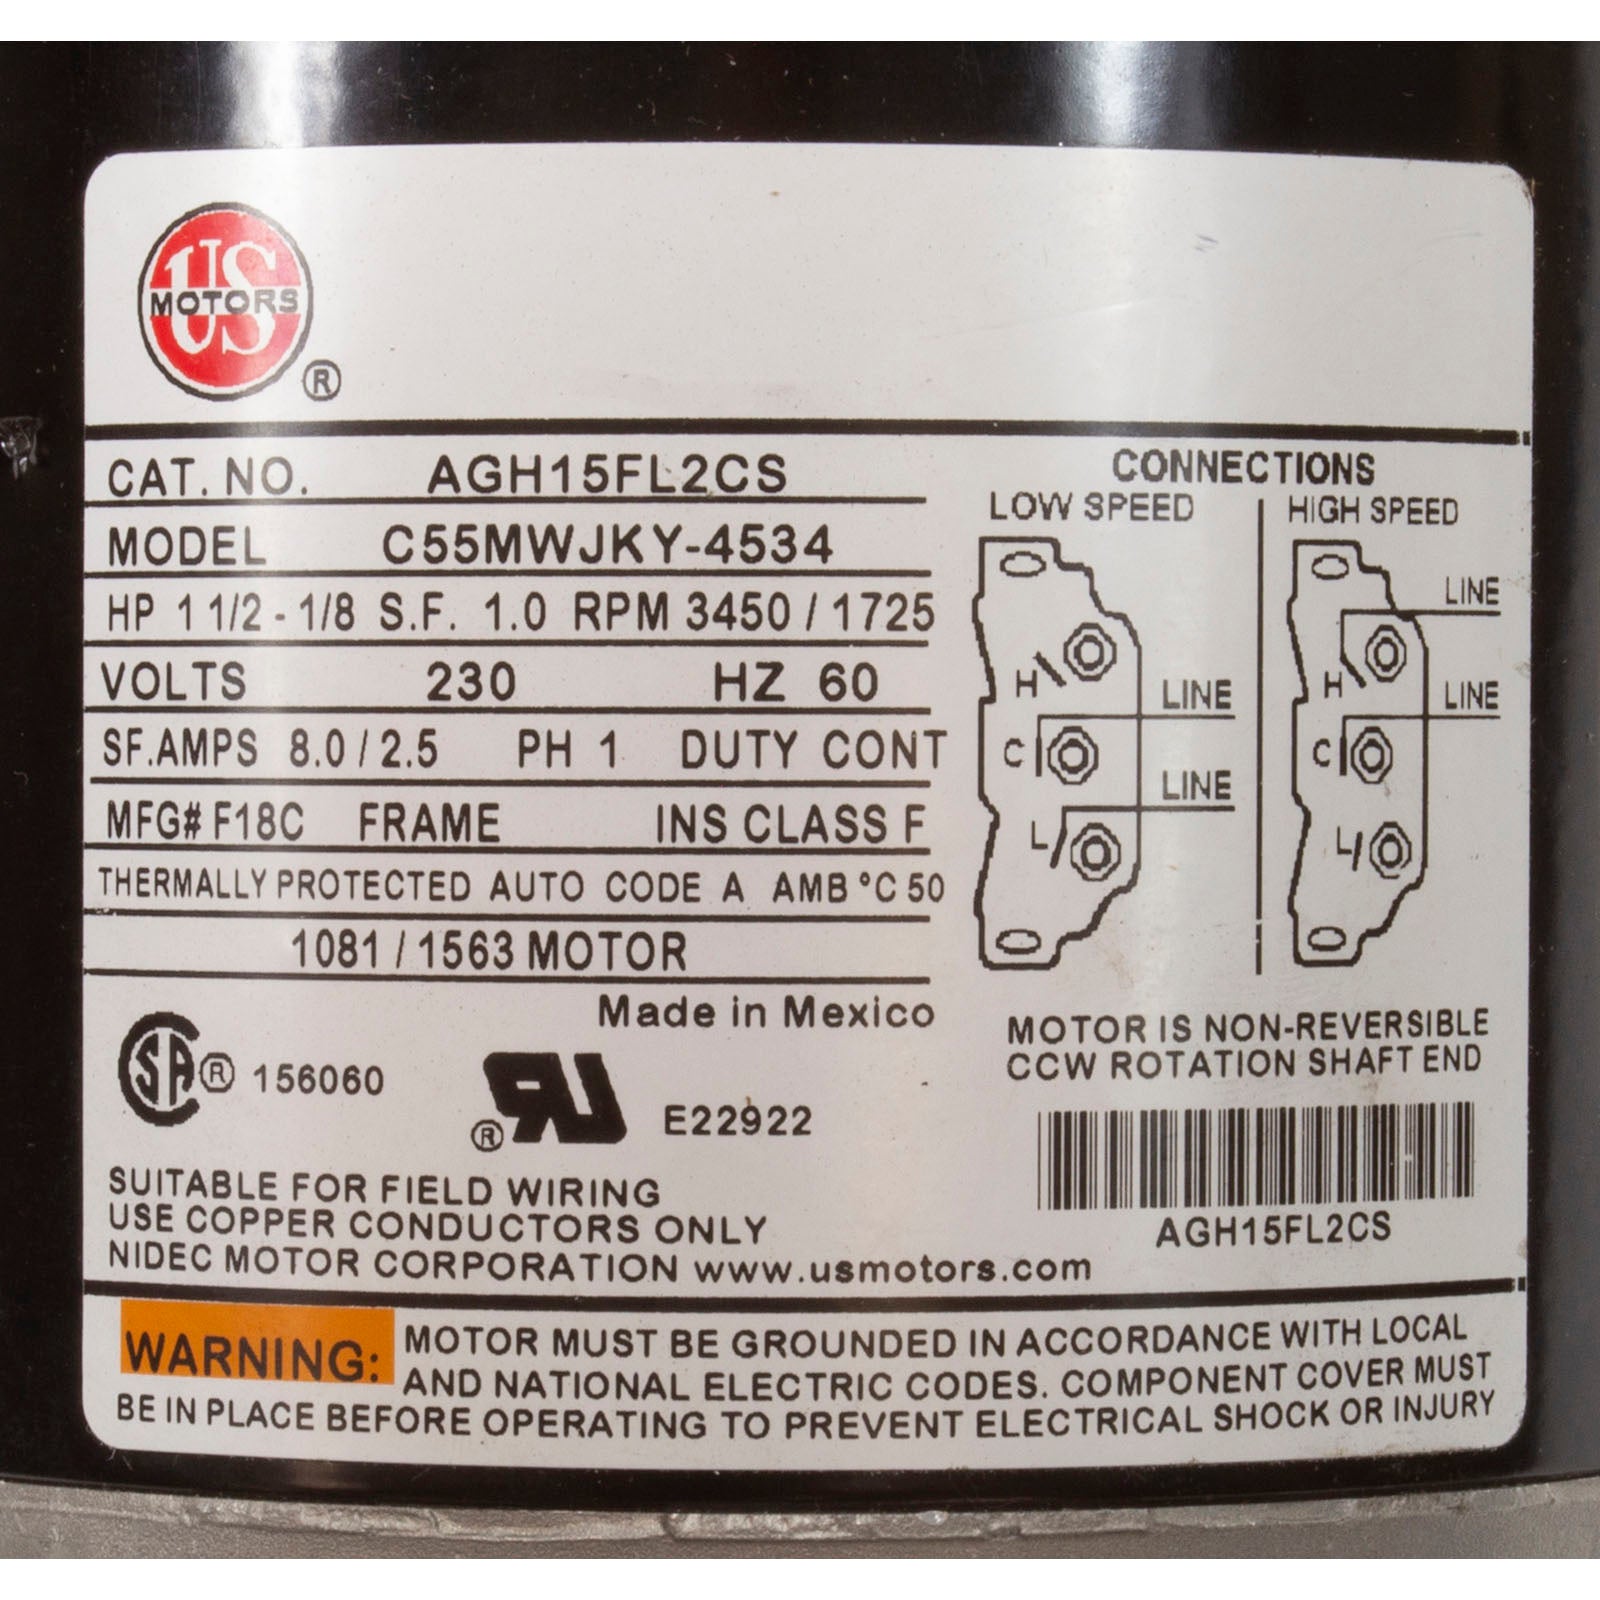 US
MOTORS
®
CAT. NO. AGH15FL2CS
MODEL C55MWJKY-4534
HP 1 1/2 - 1/8 S.F. 1.0 RPM 3450 / 1725
VOLTS 230 HZ 60
SF.AMPS 8.0 / 2.5 PH 1 DUTY CONT
MFG# F18C FRAME INS CLASS F
THERMALLY PROTECTED AUTO CODE A AMB °C 50
1081 / 1563 MOTOR
Made in Mexico
CONNECTIONS
LOW SPEED
H
C
L
LINE
LINE
HIGH SPEED
H
C
L
LINE
LINE
MOTOR IS NON-REVERSIBLE
CCW ROTATION SHAFT END
SA ® 156060
® RU E22922
AGH15FL2CS
SUITABLE FOR FIELD WIRING
USE COPPER CONDUCTORS ONLY
NIDEC MOTOR CORPORATION www.usmotors.com
WARNING: MOTOR MUST BE GROUNDED IN ACCORDANCE WITH LOCAL
AND NATIONAL ELECTRIC CODES. COMPONENT COVER MUST
BE IN PLACE BEFORE OPERATING TO PREVENT ELECTRICAL SHOCK OR INJURY